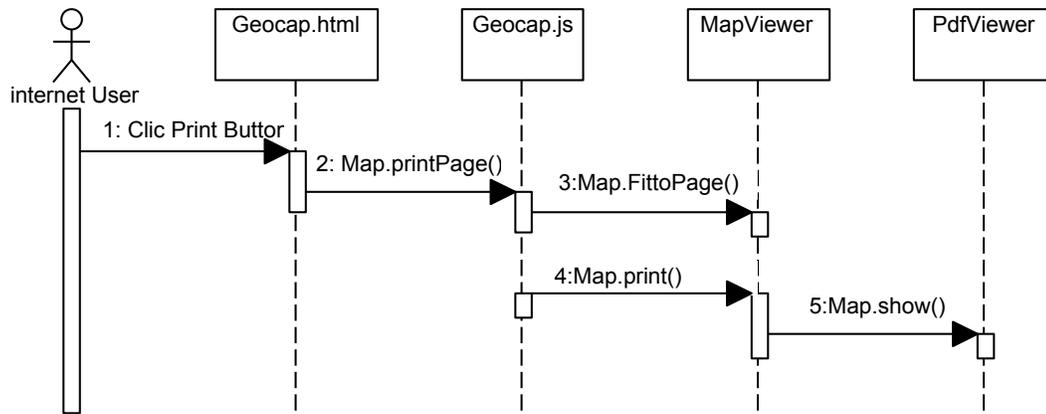 Geocap.html
Geocap.js
MapViewer
PdfViewer
internet User
1: Clic Print Buttor
2: Map.printPage()
3:Map.FittoPage()
4:Map.print()
5:Map.show()